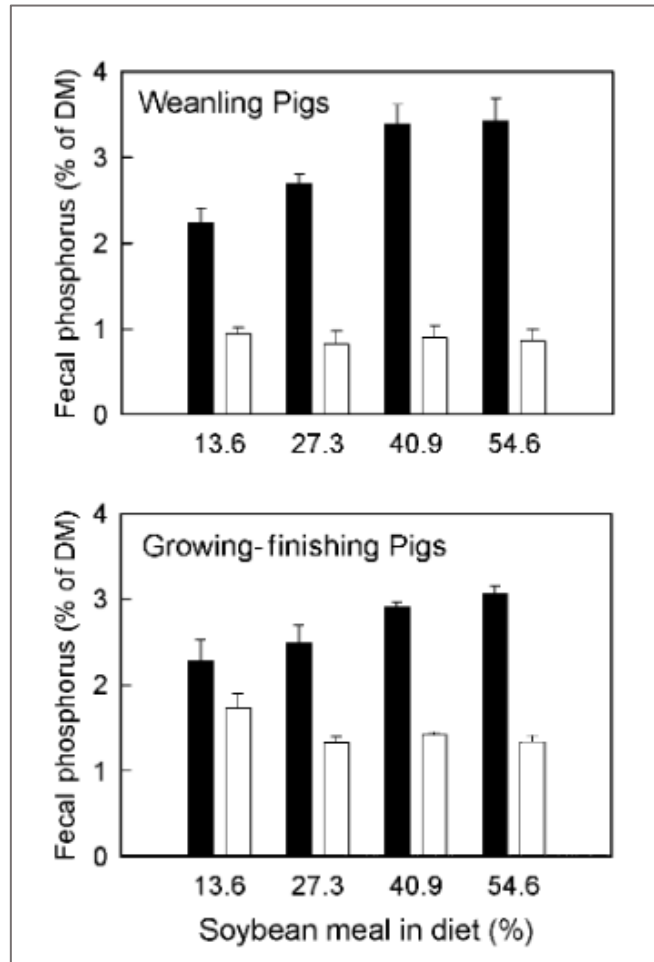 Fecal phosphorus (% of DM)
4
3
2
1
0
Weanling Pigs
13.6 27.3 40.9 54.6
Fecal phosphorus (% of DM)
4
3
2
1
0
Growing-finishing Pigs
13.6 27.3 40.9 54.6
Soybean meal in diet (%)